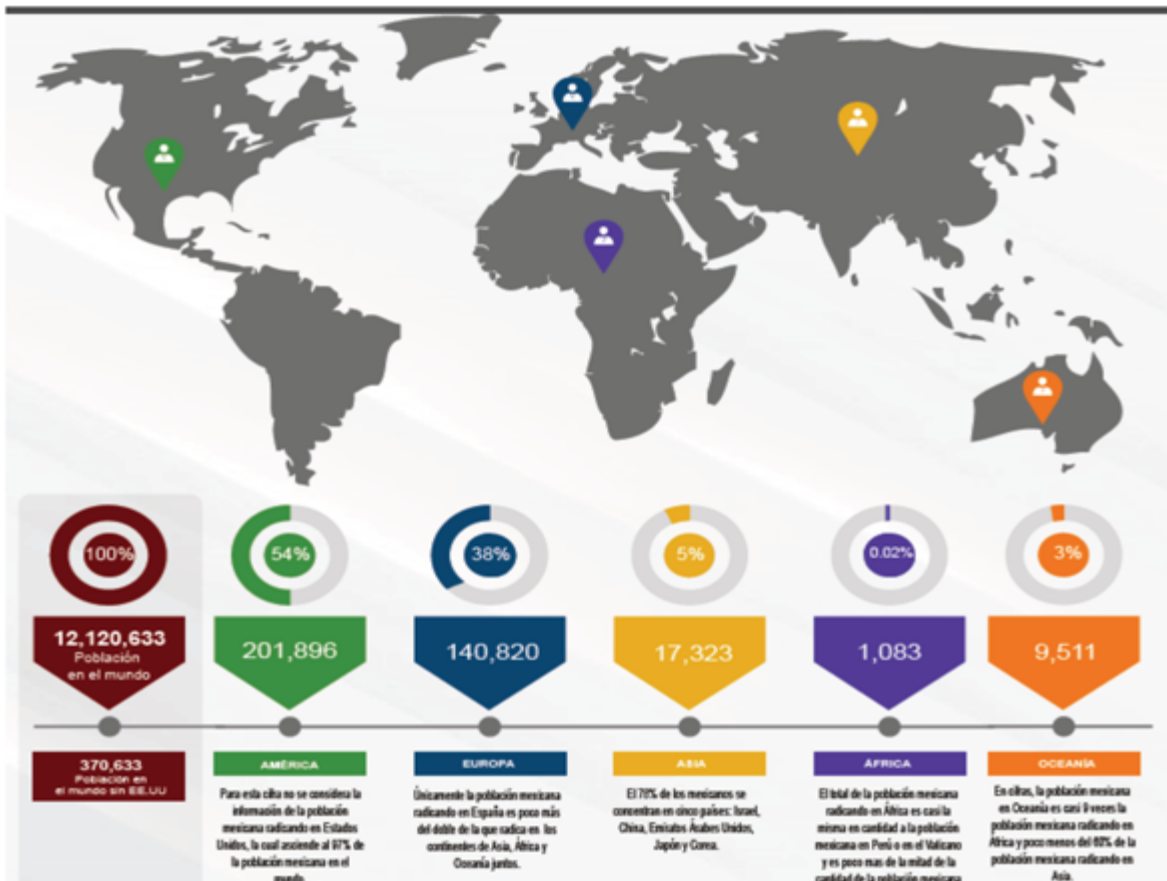 100%
54%
38%
5%
0.02%
3%
12,120,633
Población
en el mundo
201,896
140,820
17,323
1,083
9,511
370,633
Población en
el mundo sin EE.UU
AMÉRICA
Para esta cifra no se considera la
información de la población
mexicana radicando en Estados
Unidos, la cual asciende al 97% de
la población mexicana en el
mundo.
EUROPA
Únicamente la población mexicana
radicando en España es poco más
del doble de la que radica en los
continentes de Asia, África y
Oceanía juntos.
ASIA
El 78% de los mexicanos se
concentran en cinco países: Israel,
China, Emiratos Árabes Unidos,
Japón y Corea.
ÁFRICA
El total de la población mexicana
radicando en África es casi la
misma en cantidad a la población
mexicana en Perú o en el Vaticano
y es poco mas de la mitad de la
cantidad de la población mexicana
OCEANÍA
En cifras, la población mexicana
en Oceanía es casi 9 veces la
población mexicana radicando en
África y poco menos del 60% de la
población mexicana radicando en
Asia.